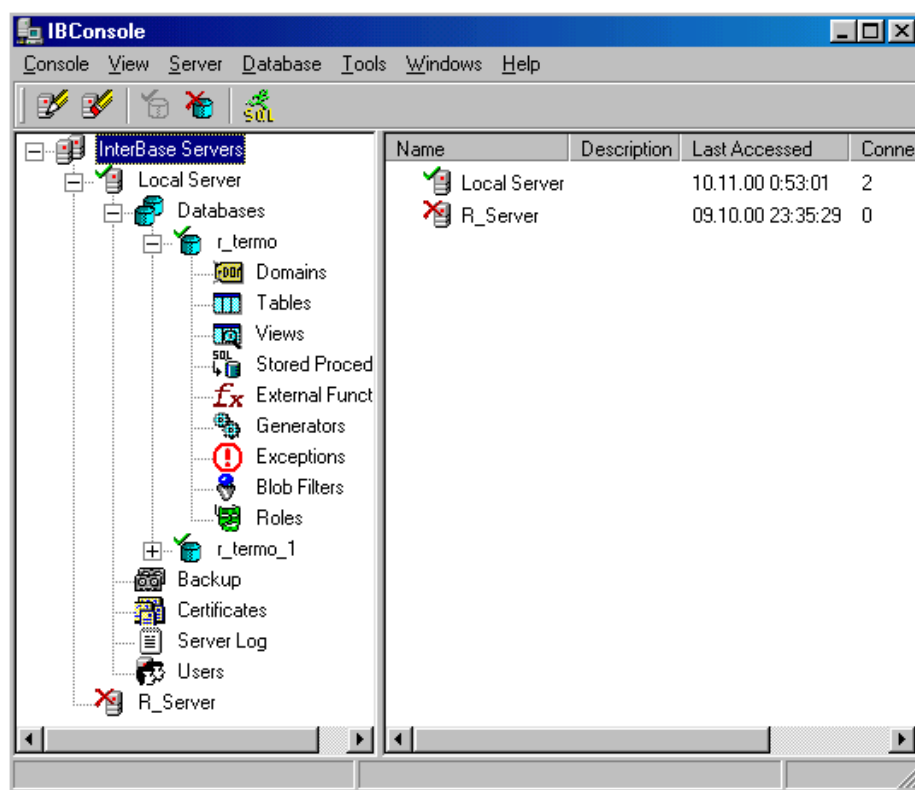 IBConsole
Console View Server Database Tools Windows Help
SQL
InterBase Servers
Local Server
Databases
r_termo
Domains
Tables
Views
SQL
Stored Proced
External Funct
Generators
Exceptions
Blob Filters
Roles
r_termo_1
Backup
Certificates
Server Log
Users
R_Server
Name Description Last Accessed Conne
Local Server 10.11.00 0:53:01 2
R_Server 09.10.00 23:35:29 0